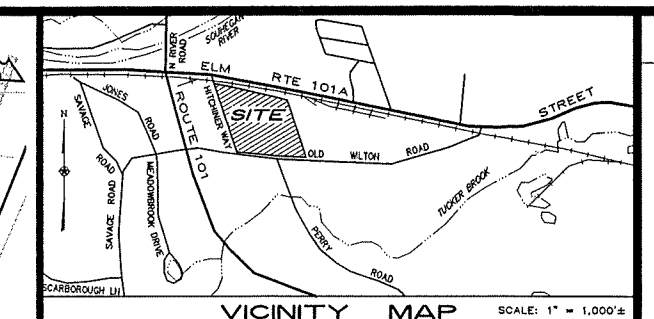 SOUHEGAN
RIVER
N RIVER
ROAD
ELM
RTE 101A
STREET
JONES
ROAD
HITCHINER WAY
SITE
ROUTE 101
N
SAVAGE
ROAD
OLD WILTON ROAD
MEADOWBROOK DRIVE
SAVAGE ROAD
TUCKER BROOK
PERRY
ROAD
SCARBOROUGH LN
VICINITY MAP
SCALE: 1" = 1,000'±